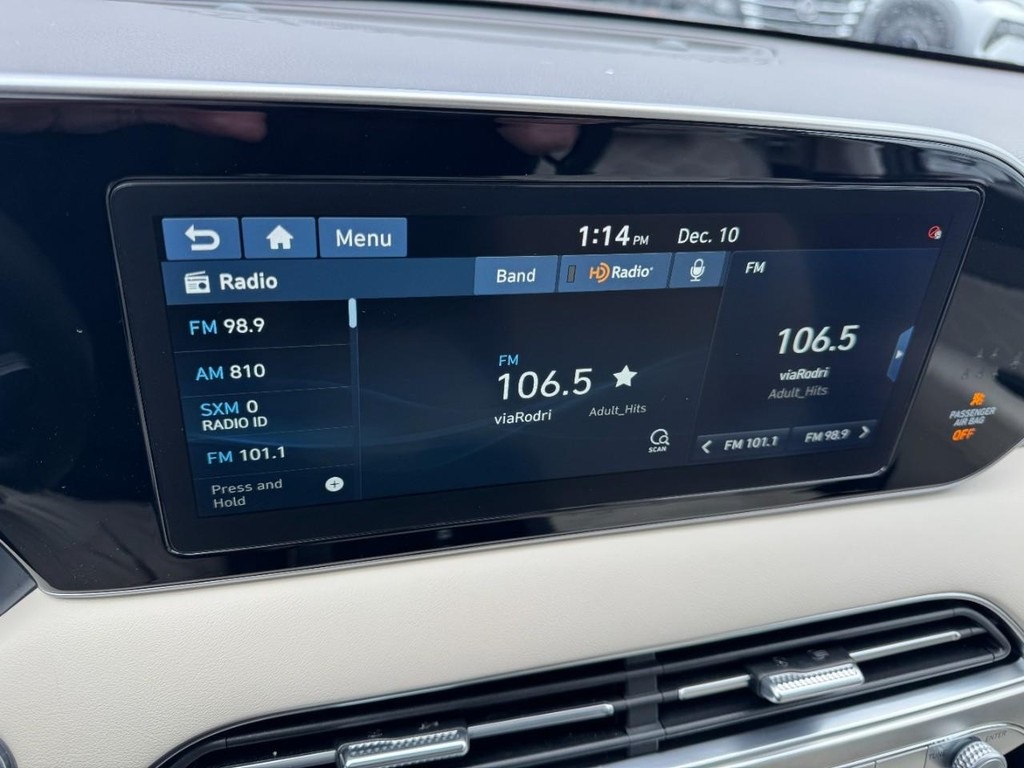 Menu
1:14 PM
Dec. 10
Radio
Band
HD Radio
FM
FM 98.9
AM 810
SXM 0
RADIO ID
FM 101.1
Press and
Hold
FM
106.5
viaRodri
Adult_Hits
SCAN
106.5
viaRodri
Adult_Hits
FM 101.1
FM 98.9
PASSENGER
AIR BAG
OFF